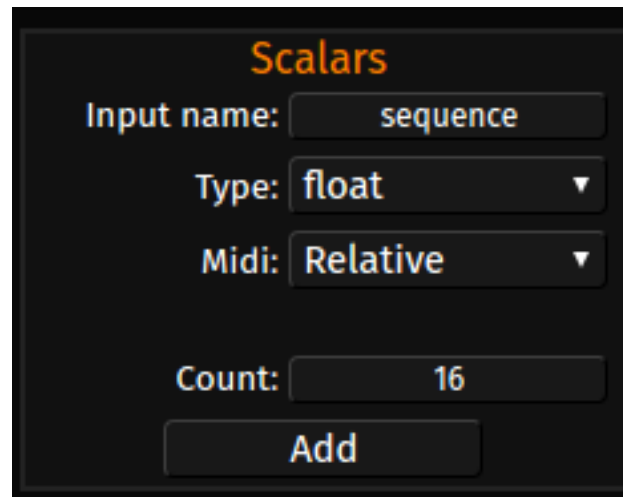 Scalars
Input name: sequence
Type: float
Midi: Relative
Count: 16
Add